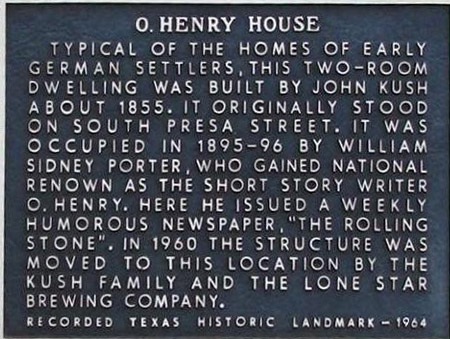 O. HENRY HOUSE
TYPICAL OF THE HOMES OF EARLY
GERMAN SETTLERS, THIS TWO-ROOM
DWELLING WAS BUILT BY JOHN KUSH
ABOUT 1855. IT ORIGINALLY STOOD
ON SOUTH PRESA STREET. IT WAS
OCCUPIED IN 1895-96 BY WILLIAM
SIDNEY PORTER, WHO GAINED NATIONAL
RENOWN AS THE SHORT STORY WRITER
O. HENRY. HERE HE ISSUED A WEEKLY
HUMOROUS NEWSPAPER, "THE ROLLING
STONE". IN 1960 THE STRUCTURE WAS
MOVED TO THIS LOCATION BY THE
KUSH FAMILY AND THE LONE STAR
BREWING COMPANY.
RECORDED TEXAS HISTORIC LANDMARK - 1964